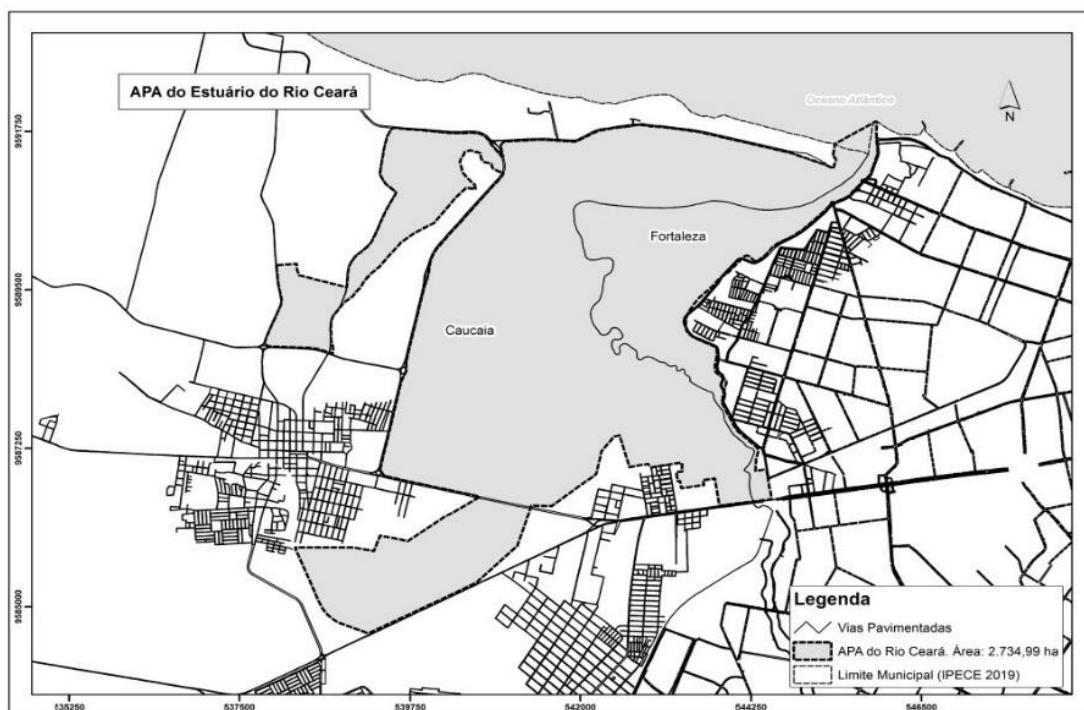 APA do Estuário do Rio Ceará
Oceano Atlântico
N
Fortaleza
Caucaia
9591750
9589500
9587250
9585000
Legenda
Vias Pavimentadas
APA do Rio Ceará. Área: 2.734,99 ha
Limite Municipal (IPECE 2019)
535250
537500
539750
542000
544250
546500